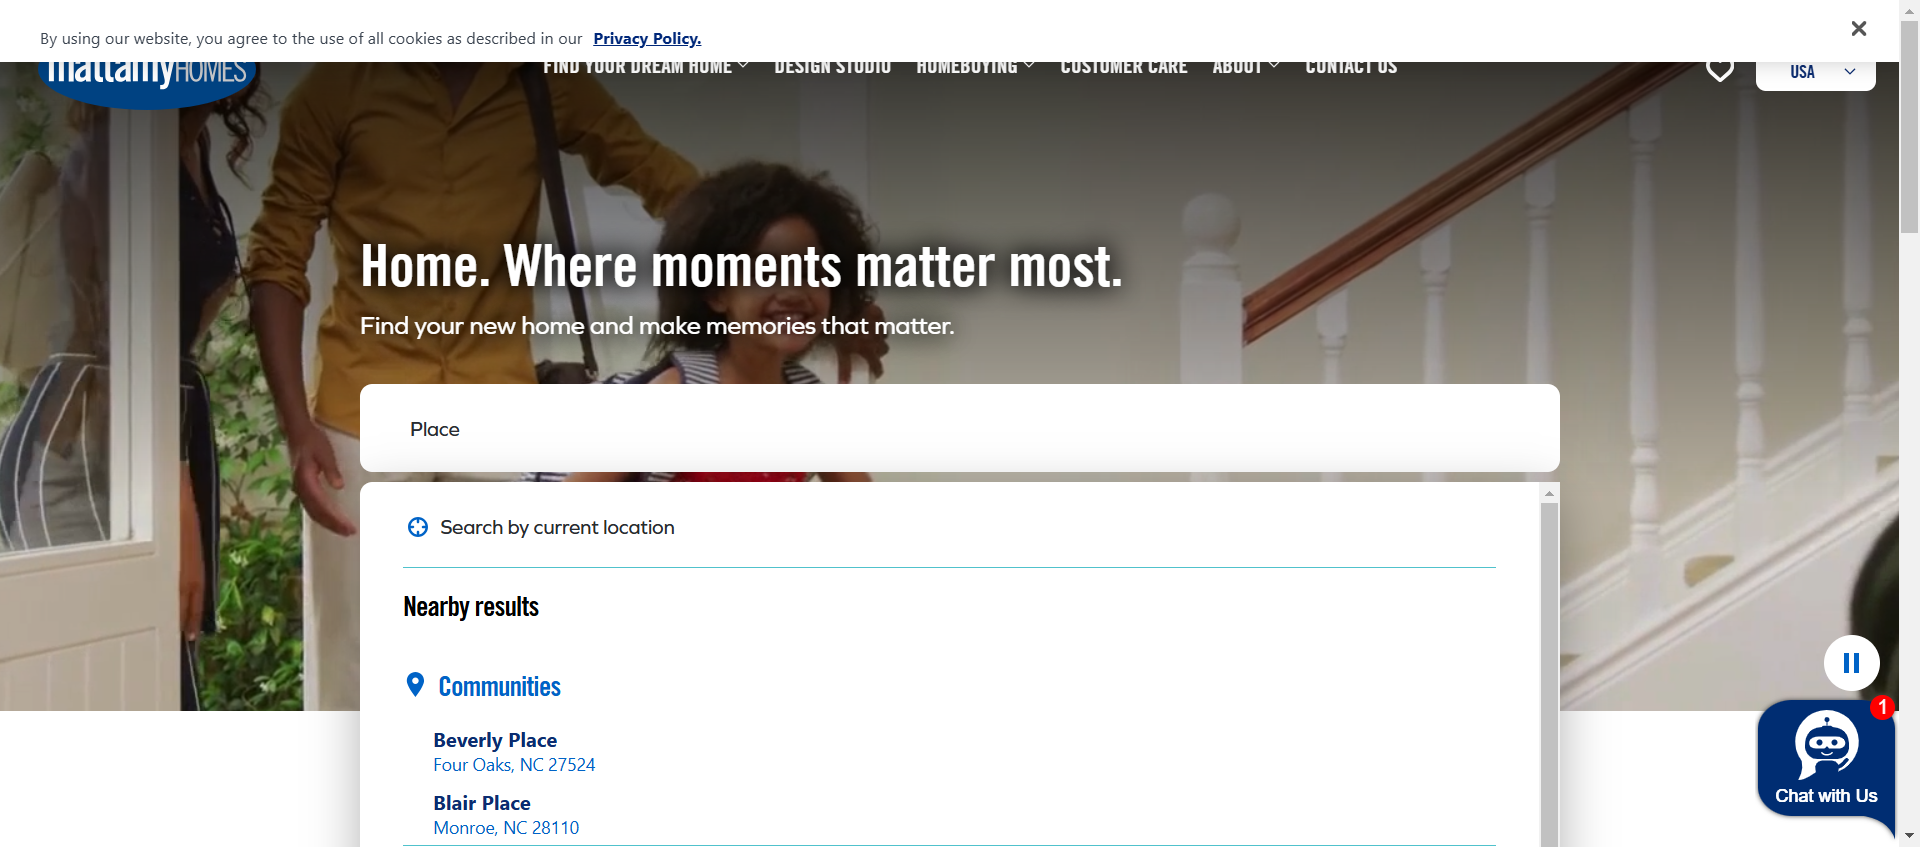 By using our website, you agree to the use of all cookies as described in our Privacy Policy.
mattamyHOMES
FIND YOUR DREAM HOME
DESIGN STUDIO
HOMEBUYING
CUSTOMER CARE
ABOUT
CONTACT US
USA
Home. Where moments matter most.
Find your new home and make memories that matter.
Place
Search by current location
Nearby results
Communities
Beverly Place
Four Oaks, NC 27524
Blair Place
Monroe, NC 28110
1
Chat with Us